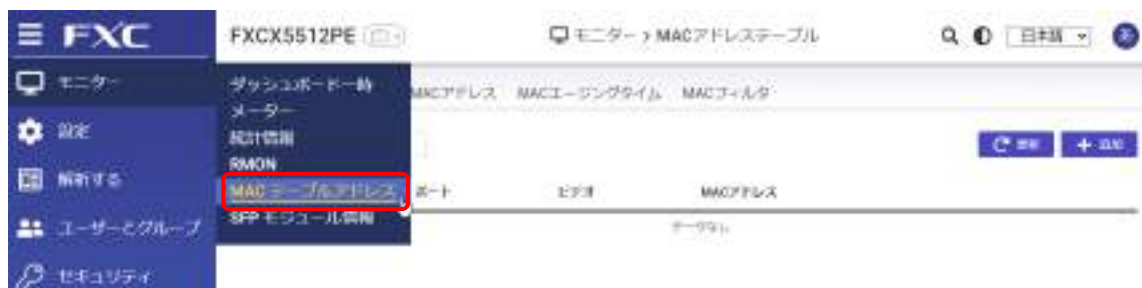 FXC
FXCX5512PE
モニター › MACアドレステーブル
日本語
モニター
設定
解析する
ユーザーとグループ
セキュリティ
ダッシュボード一時
メーター
統計情報
RMON
MAC テーブルアドレス
SFP モジュール情報
MACアドレス MACエージングタイム MACフィルタ
更新 + 追加
ポート
MACアドレス
データなし